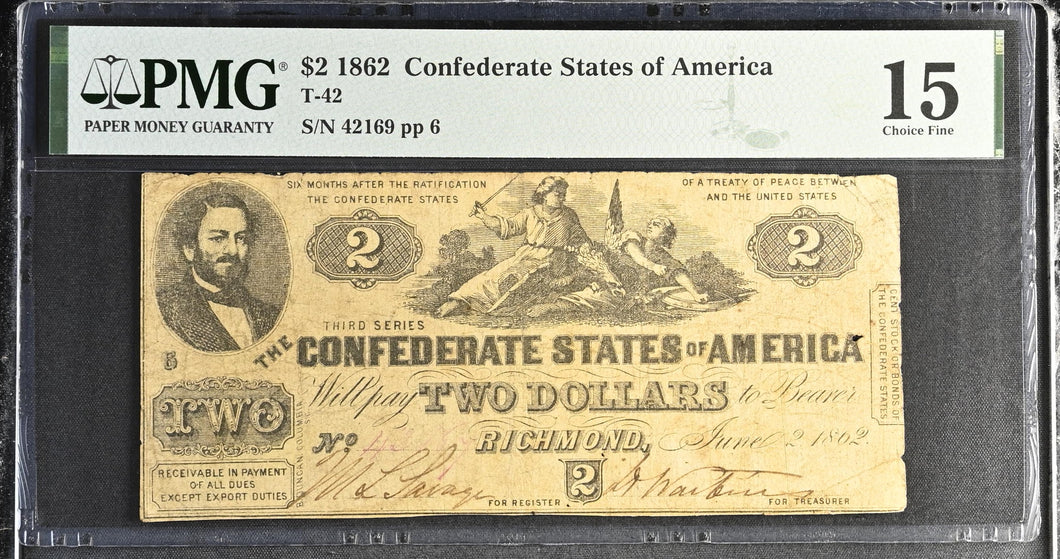 PMG®
PAPER MONEY GUARANTY
$2 1862 Confederate States of America
T-42
S/N 42169 pp 6
15
Choice Fine
SIX MONTHS AFTER THE RATIFICATION
THE CONFEDERATE STATES
OF A TREATY OF PEACE BETWEEN
AND THE UNITED STATES
2
2
THIRD SERIES
5
THE CONFEDERATE STATES OF AMERICA
CENT STOCK OR BONDS OF
THE CONFEDERATE STATES
TWO
Will pay TWO DOLLARS to Bearer
No
RICHMOND, June 2 1862
RECEIVABLE IN PAYMENT
OF ALL DUES
EXCEPT EXPORT DUTIES
COLUMBIA
M L Savage
FOR REGISTER
2
FOR TREASURER